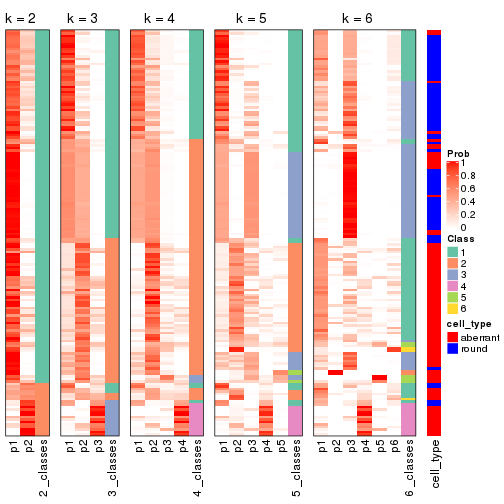 k = 2
k = 3
k = 4
k = 5
k = 6
Prob
1
0.8
0.6
0.4
0.2
0
Class
1
2
3
4
5
6
cell_type
aberrant
round
p1
p2
2_classes
p1
p2
p3
3_classes
p1
p2
p3
p4
4_classes
p1
p2
p3
p4
p5
5_classes
p1
p2
p3
p4
p5
p6
6_classes
cell_type